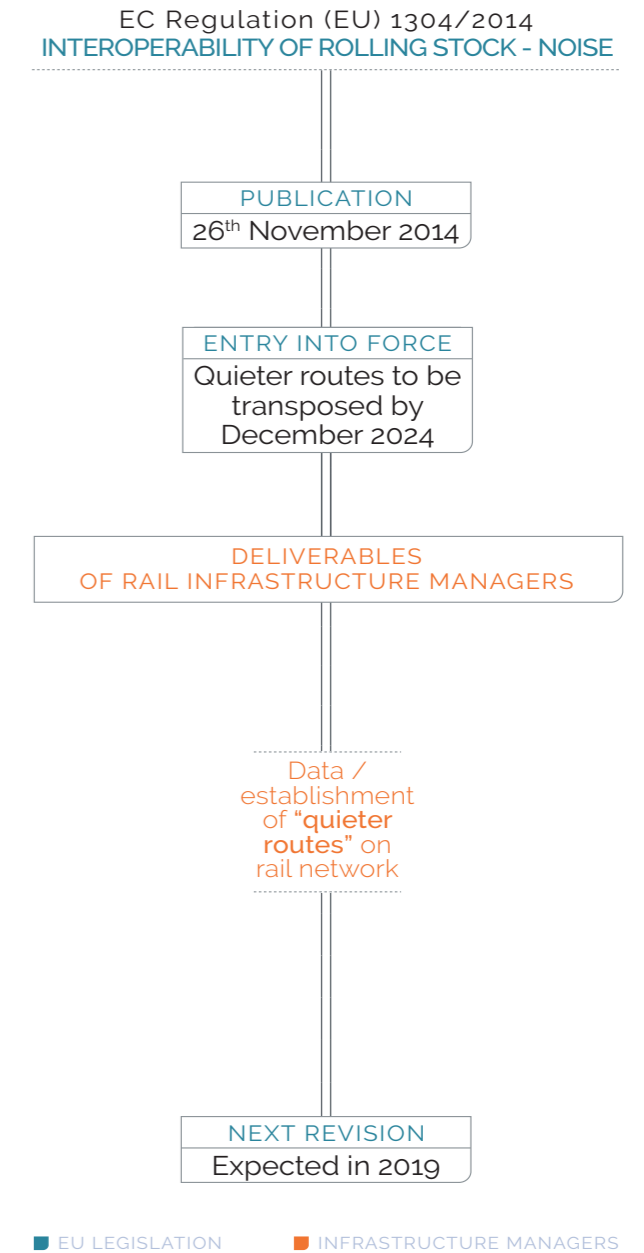 EC Regulation (EU) 1304/2014
INTEROPERABILITY OF ROLLING STOCK - NOISE
PUBLICATION
26th November 2014
ENTRY INTO FORCE
Quieter routes to be
transposed by
December 2024
DELIVERABLES
OF RAIL INFRASTRUCTURE MANAGERS
Data /
establishment
of “quieter
routes” on
rail network
NEXT REVISION
Expected in 2019
EU LEGISLATION INFRASTRUCTURE MANAGERS